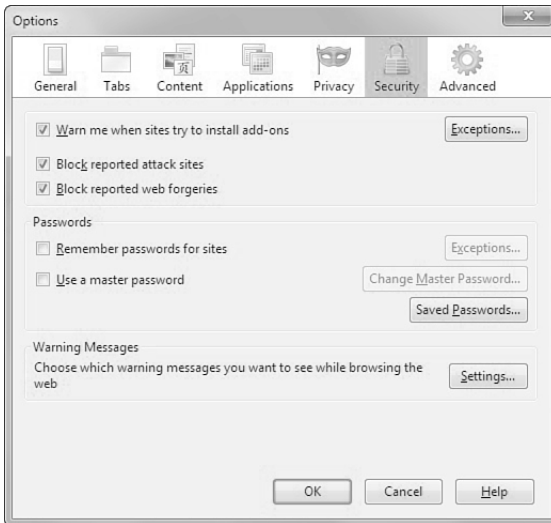 Options
General Tabs Content Applications Privacy Security Advanced
Warn me when sites try to install add-ons Exceptions...
Block reported attack sites
Block reported web forgeries
Passwords
Remember passwords for sites Exceptions...
Use a master password Change Master Password...
Saved Passwords...
Warning Messages
Choose which warning messages you want to see while browsing the
web
Settings...
OK Cancel Help